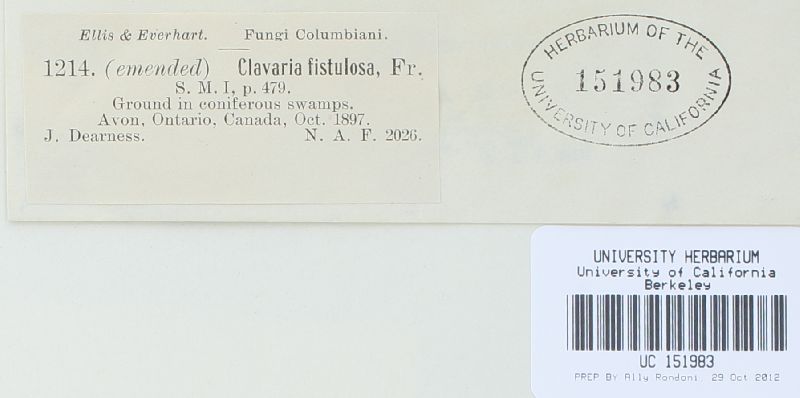 Ellis & Everhart. Fungi Columbiani.
1214. (emended) Clavaria fistulosa, Fr.
S. M. I, p. 479.
Ground in coniferous swamps.
Avon, Ontario, Canada, Oct. 1897.
J. Dearness. N. A. F. 2026.
HERBARIUM OF THE
151983
UNIVERSITY OF CALIFORNIA
UNIVERSITY HERBARIUM
University of California
Berkeley
UC 151983
PREP BY Ally Rondoni, 29 Oct 2012